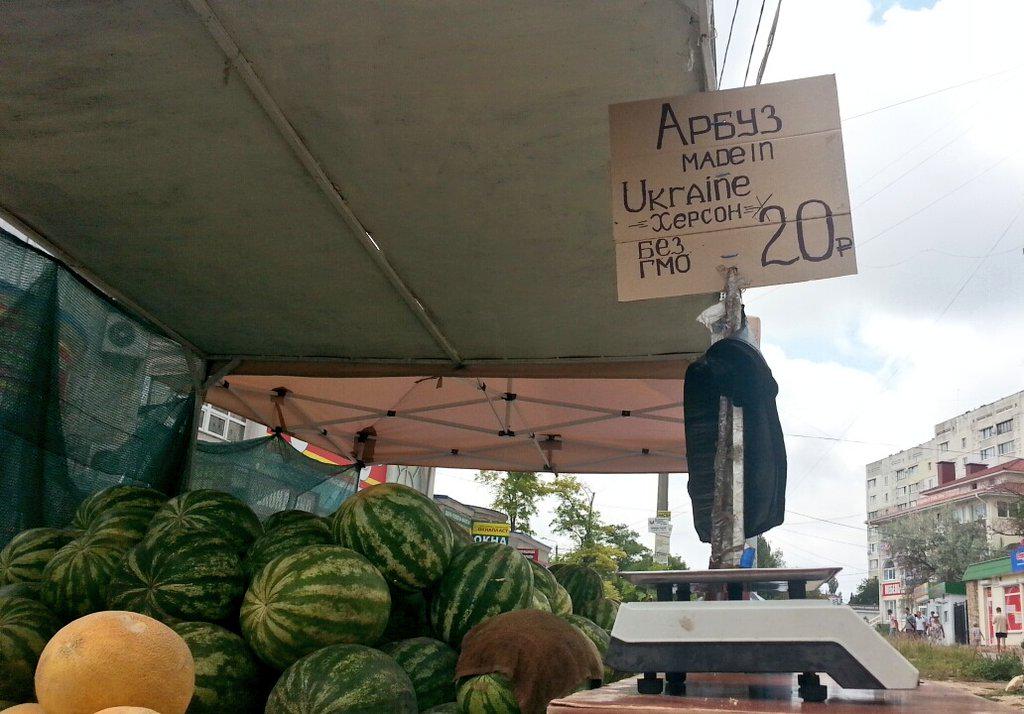 Арбуз
made in
Ukraine
=Херсон=
Без
ГМО
20р
ОКНА